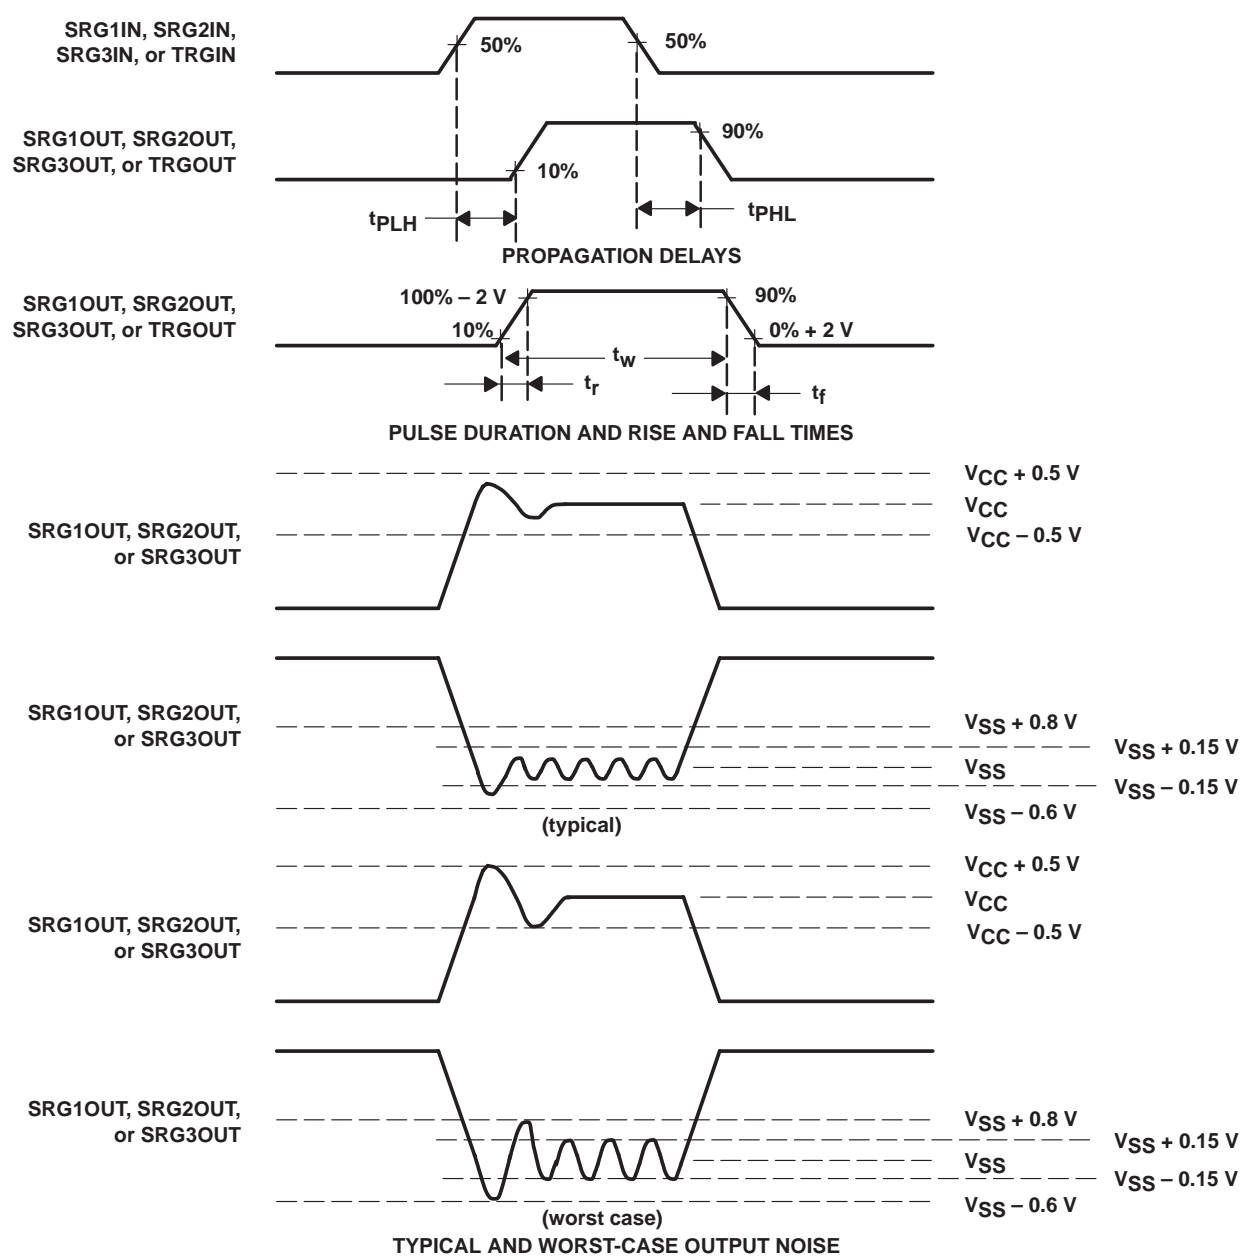 SRG1IN, SRG2IN,
SRG3IN, or TRGIN
50%
50%
SRG1OUT, SRG2OUT,
SRG3OUT, or TRGOUT
90%
10%
tPLH
tPHL
PROPAGATION DELAYS
SRG1OUT, SRG2OUT,
SRG3OUT, or TRGOUT
100% – 2 V
90%
10%
0% + 2 V
tw
tr
tf
PULSE DURATION AND RISE AND FALL TIMES
VCC + 0.5 V
VCC
SRG1OUT, SRG2OUT,
or SRG3OUT
VCC – 0.5 V
SRG1OUT, SRG2OUT,
or SRG3OUT
VSS + 0.8 V
VSS + 0.15 V
VSS
VSS – 0.15 V
VSS – 0.6 V
(typical)
VCC + 0.5 V
VCC
SRG1OUT, SRG2OUT,
or SRG3OUT
VCC – 0.5 V
SRG1OUT, SRG2OUT,
or SRG3OUT
VSS + 0.8 V
VSS + 0.15 V
VSS
VSS – 0.15 V
VSS – 0.6 V
(worst case)
TYPICAL AND WORST-CASE OUTPUT NOISE